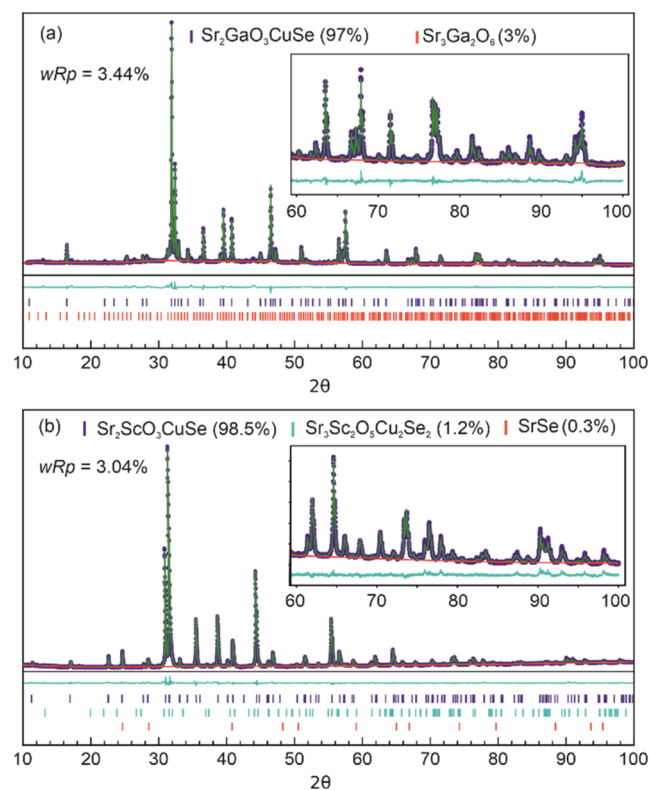 (a) Sr₂GaO₃CuSe (97%) Sr₃Ga₂O₆ (3%)
wRp = 3.44%
60 70 80 90 100
10 20 30 40 50 60 70 80 90 100
2θ
(b) Sr₂ScO₃CuSe (98.5%) Sr₃Sc₂O₅Cu₂Se₂ (1.2%) SrSe (0.3%)
wRp = 3.04%
60 70 80 90 100
10 20 30 40 50 60 70 80 90 100
2θ